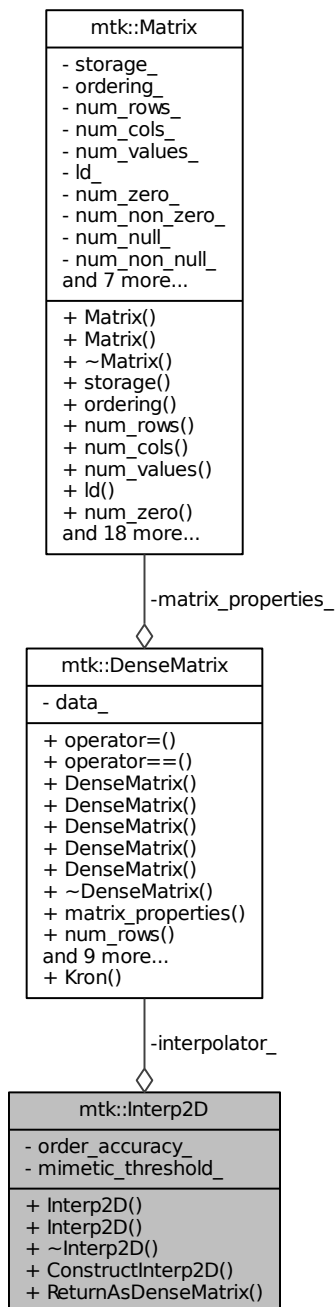 mtk::Matrix
- storage_
- ordering_
- num_rows_
- num_cols_
- num_values_
- ld_
- num_zero_
- num_non_zero_
- num_null_
- num_non_null_
and 7 more...
+ Matrix()
+ Matrix()
+ ~Matrix()
+ storage()
+ ordering()
+ num_rows()
+ num_cols()
+ num_values()
+ ld()
+ num_zero()
and 18 more...
-matrix_properties_
mtk::DenseMatrix
- data_
+ operator=()
+ operator==()
+ DenseMatrix()
+ DenseMatrix()
+ DenseMatrix()
+ DenseMatrix()
+ DenseMatrix()
+ ~DenseMatrix()
+ matrix_properties()
+ num_rows()
and 9 more...
+ Kron()
-interpolator_
mtk::Interp2D
- order_accuracy_
- mimetic_threshold_
+ Interp2D()
+ Interp2D()
+ ~Interp2D()
+ ConstructInterp2D()
+ ReturnAsDenseMatrix()